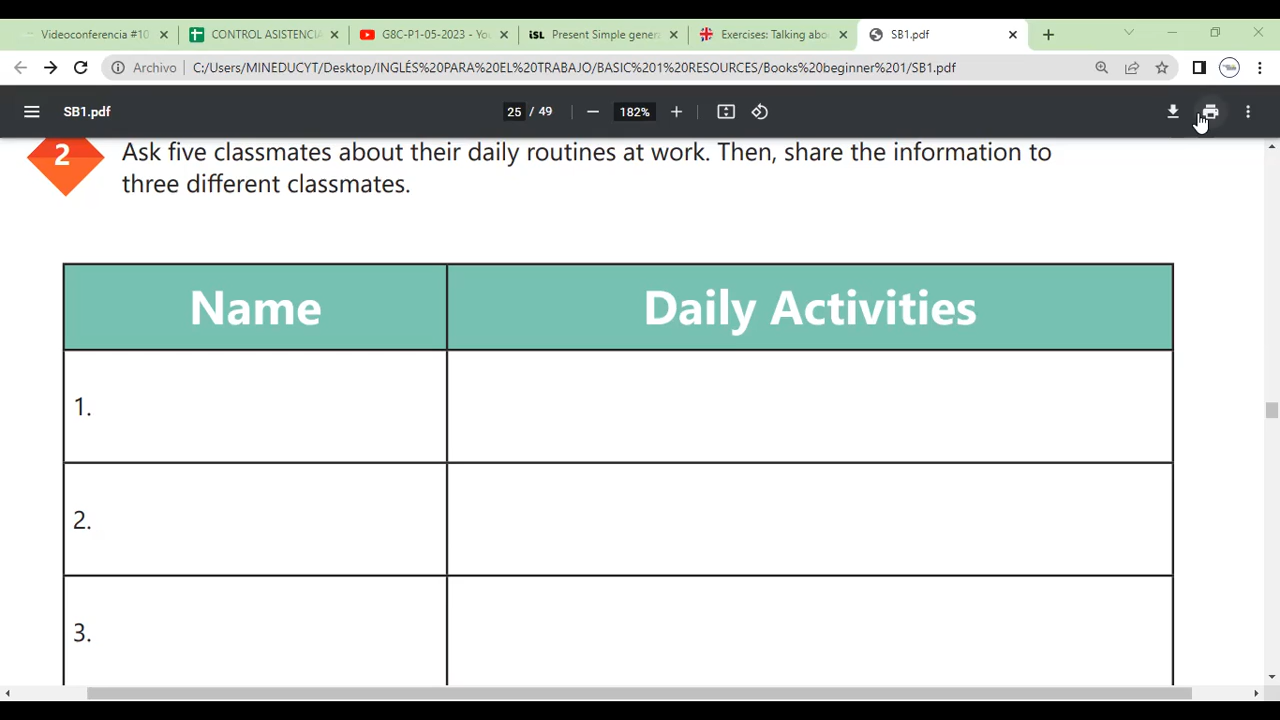 Videoconferencia #10
CONTROL ASISTENCIA
G8C-P1-05-2023 - You
Present Simple gener
Exercises: Talking abo
SB1.pdf
Archivo
C:/Users/MINEDUCYT/Desktop/INGLÉS%20PARA%20EL%20TRABAJO/BASIC%201%20RESOURCES/Books%20beginner%201/SB1.pdf
SB1.pdf
25 / 49
182%
2
Ask five classmates about their daily routines at work. Then, share the information to
three different classmates.
Name
Daily Activities
1.
2.
3.